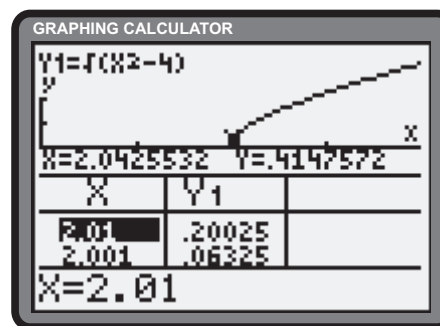 GRAPHING CALCULATOR
Y1=√(X2-4)
y
x
X=2.0425532 Y=.4147572
X Y1
2.01 .20025
2.001 .06325
X=2.01